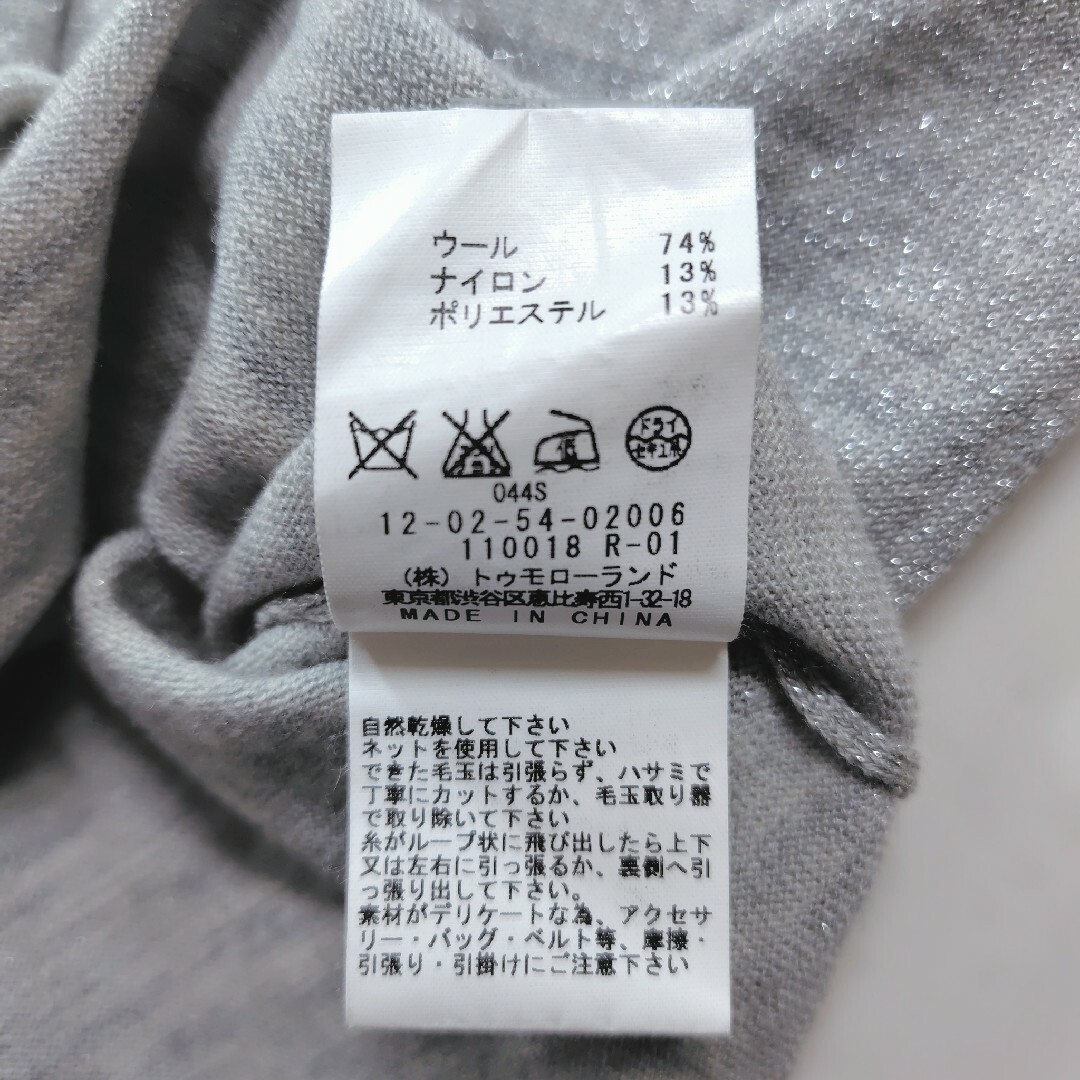 ウール 74%
ナイロン 13%
ポリエステル 13%
ドライ
セキユ系
044S
12-02-54-02006
110018 R-01
(株) トゥモローランド
東京都渋谷区恵比寿西1-32-18
MADE IN CHINA
自然乾燥して下さい
ネットを使用して下さい
できた毛玉は引張らず、ハサミで
丁寧にカットするか、毛玉取り器
で取り除いて下さい
糸がループ状に飛び出したら上下
又は左右に引っ張るか、裏側へ引
っ張り出して下さい。
素材がデリケートな為、アクセサ
リー・バッグ・ベルト等、摩擦・
引張り・引掛けにご注意下さい